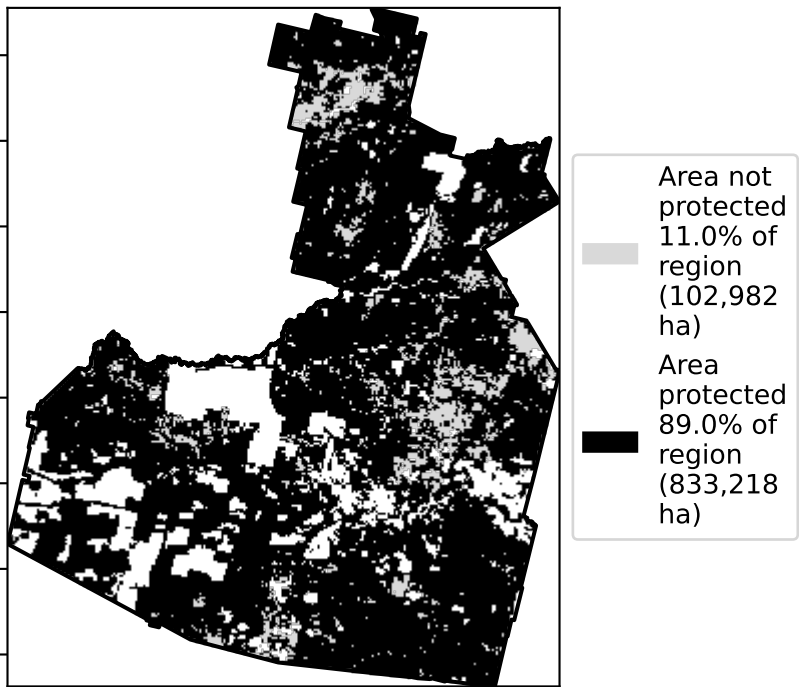 Area not
protected
11.0% of
region
(102,982
ha)
Area
protected
89.0% of
region
(833,218
ha)